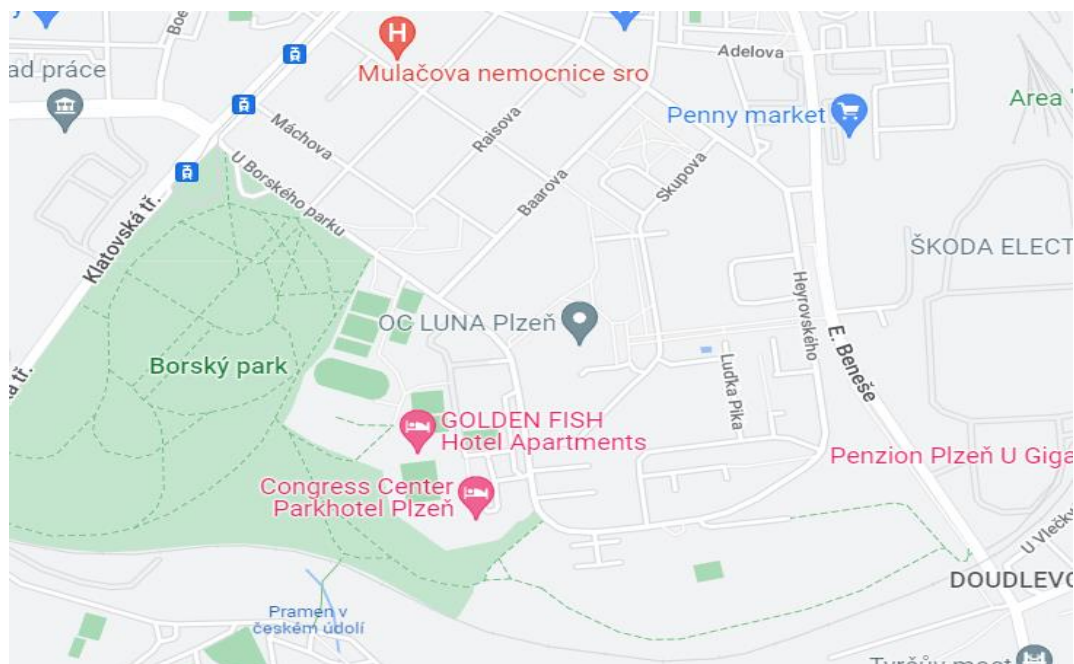 Mulačova nemocnice sro
ad práce
Adelova
Penny market
Area
Máchova
Raisova
U Borského parku
Baarova
Skupova
Klatovská tř.
ŠKODA ELECT
Heyrovského
OC LUNA Plzeň
E. Beneše
Borský park
Luďka Pika
a tř.
GOLDEN FISH
Hotel Apartments
Penzion Plzeň U Giga
Congress Center
Parkhotel Plzeň
U Vlečky
DOUDLEVC
Pramen v
českém údolí